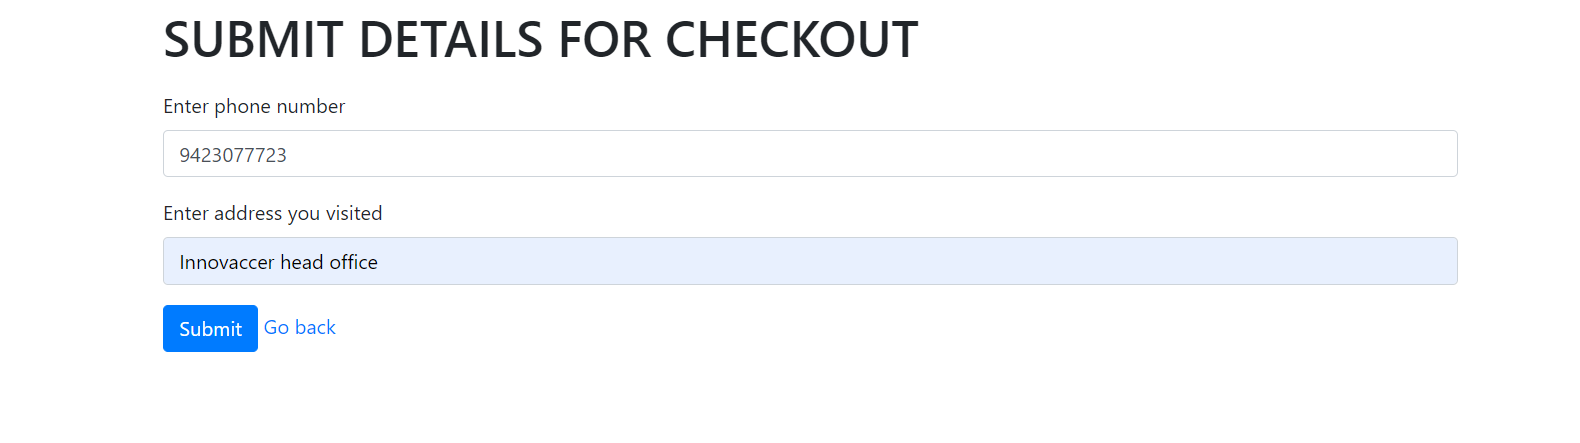 SUBMIT DETAILS FOR CHECKOUT
Enter phone number
9423077723
Enter address you visited
Innovaccer head office
Submit Go back